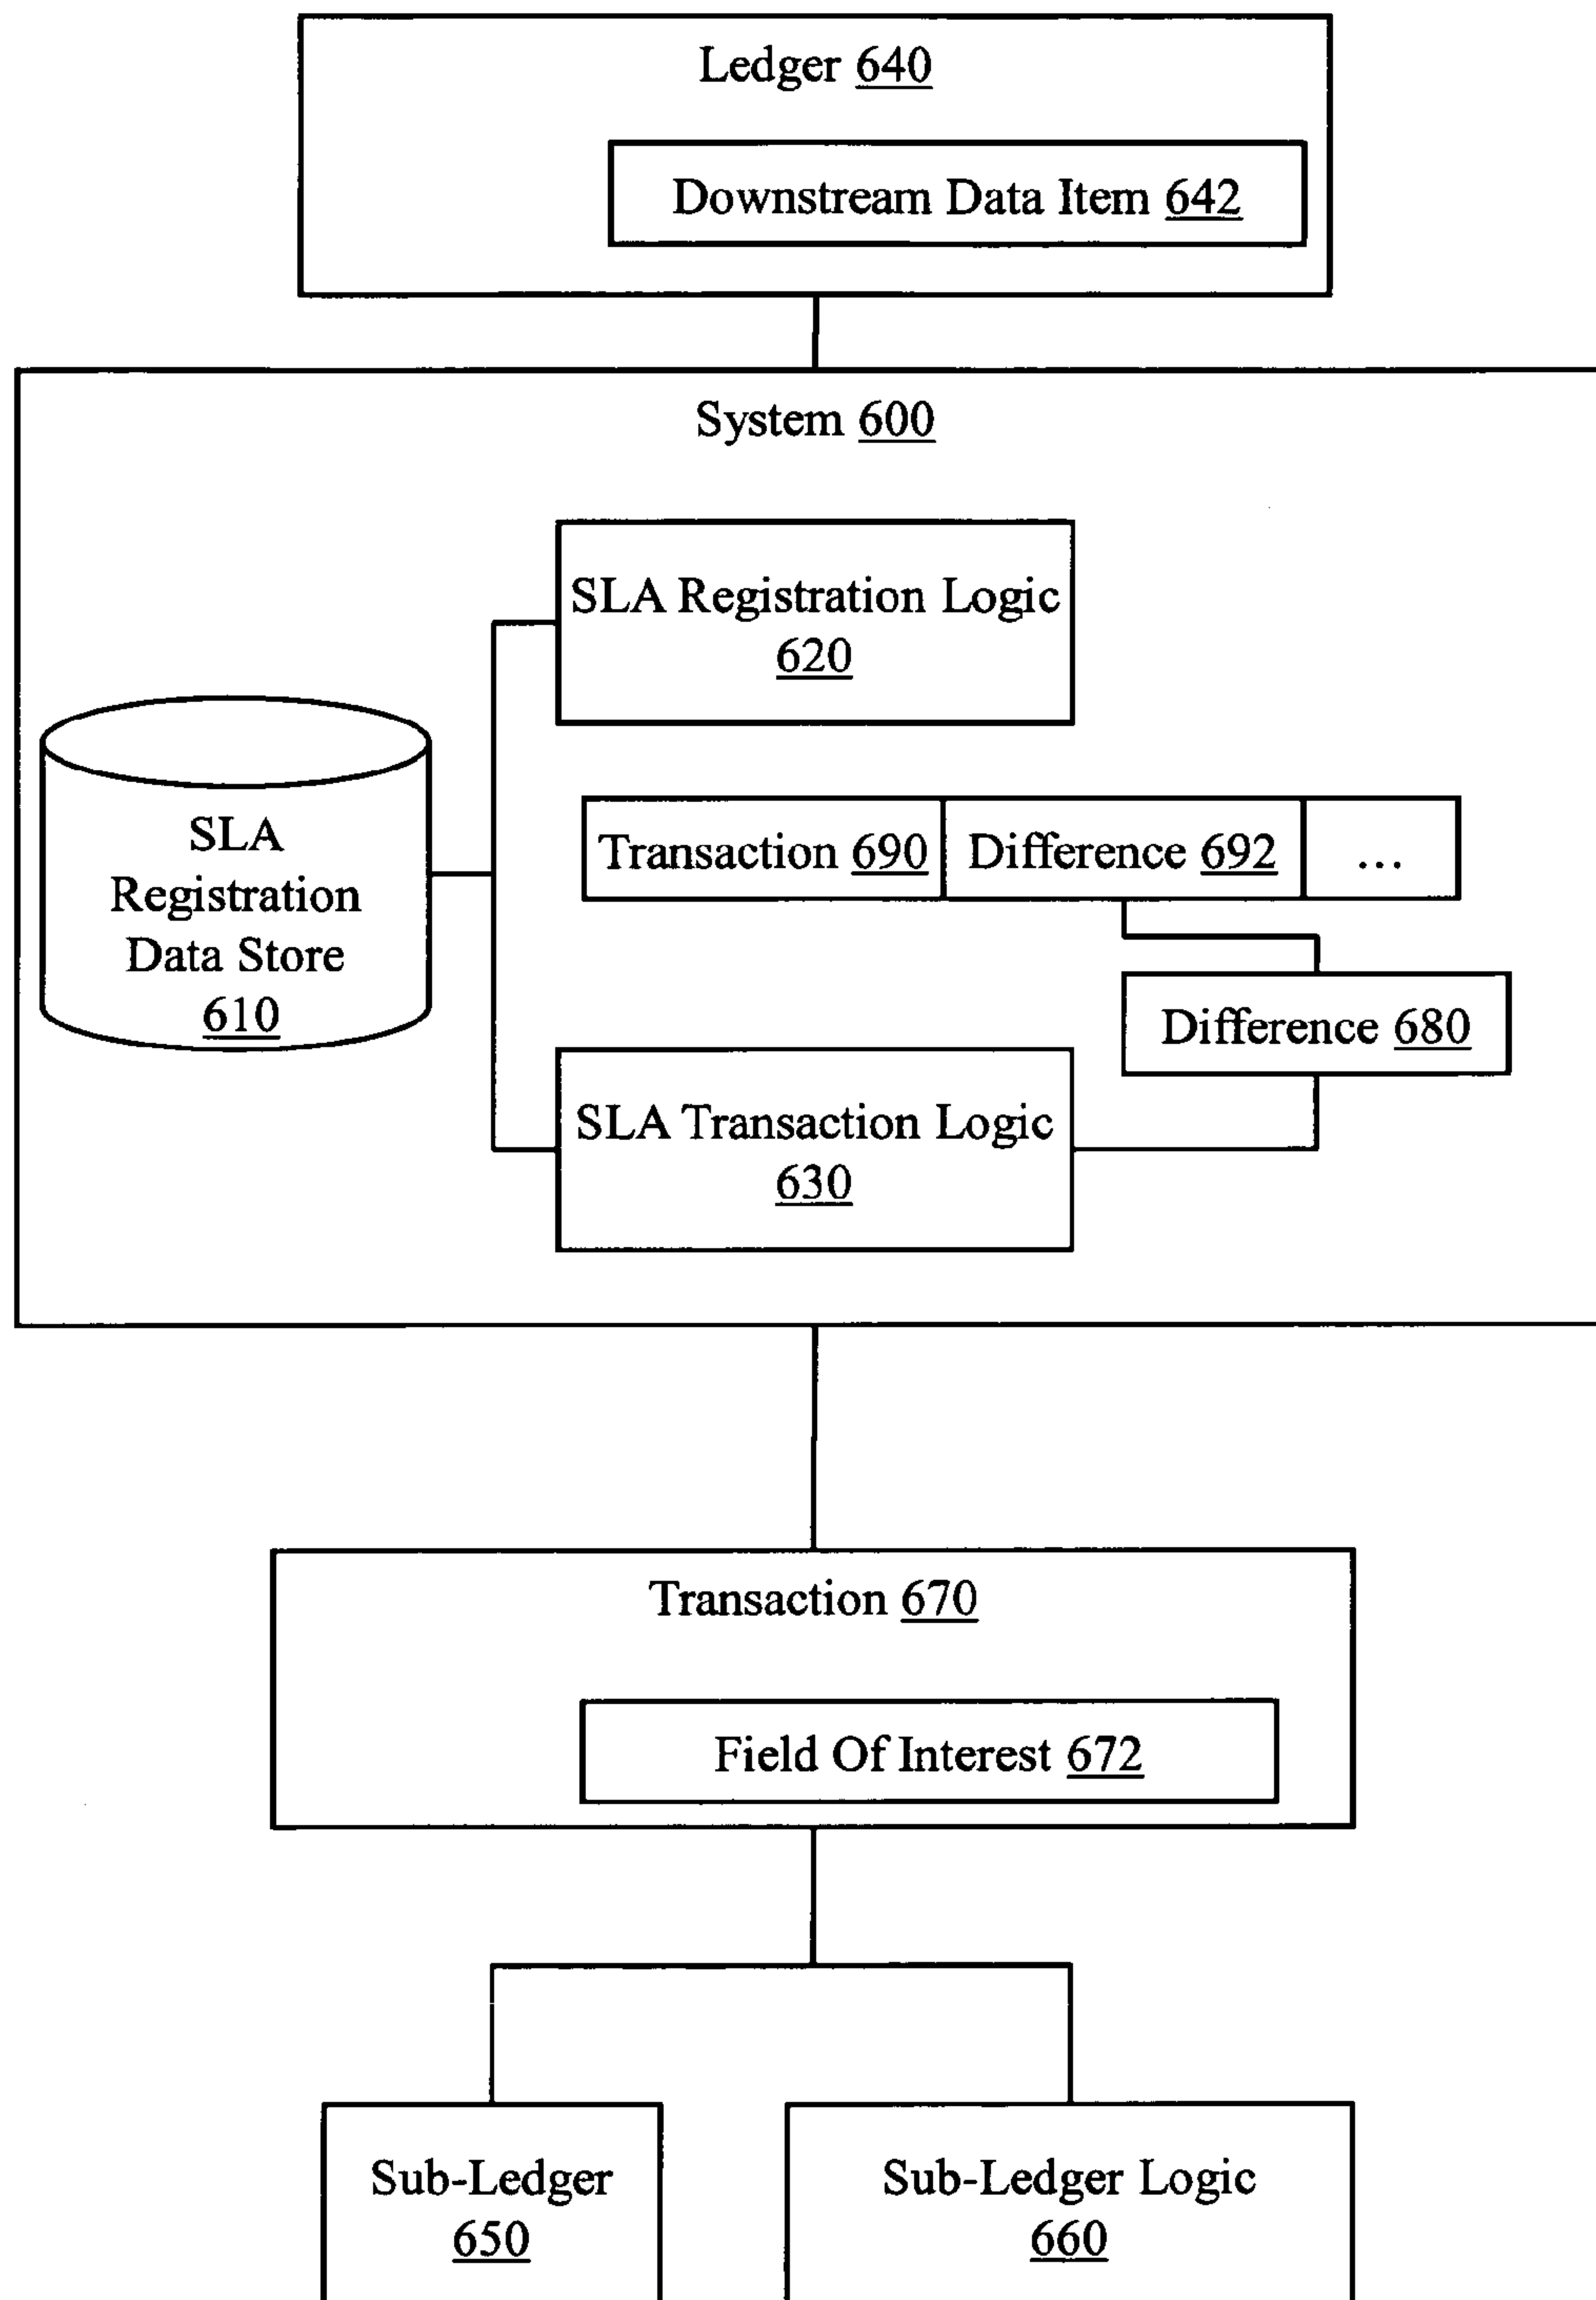 Ledger 640
Downstream Data Item 642
System 600
SLA Registration Logic
620
SLA
Registration
Data Store
610
Transaction 690
Difference 692
...
Difference 680
SLA Transaction Logic
630
Transaction 670
Field Of Interest 672
Sub-Ledger
650
Sub-Ledger Logic
660